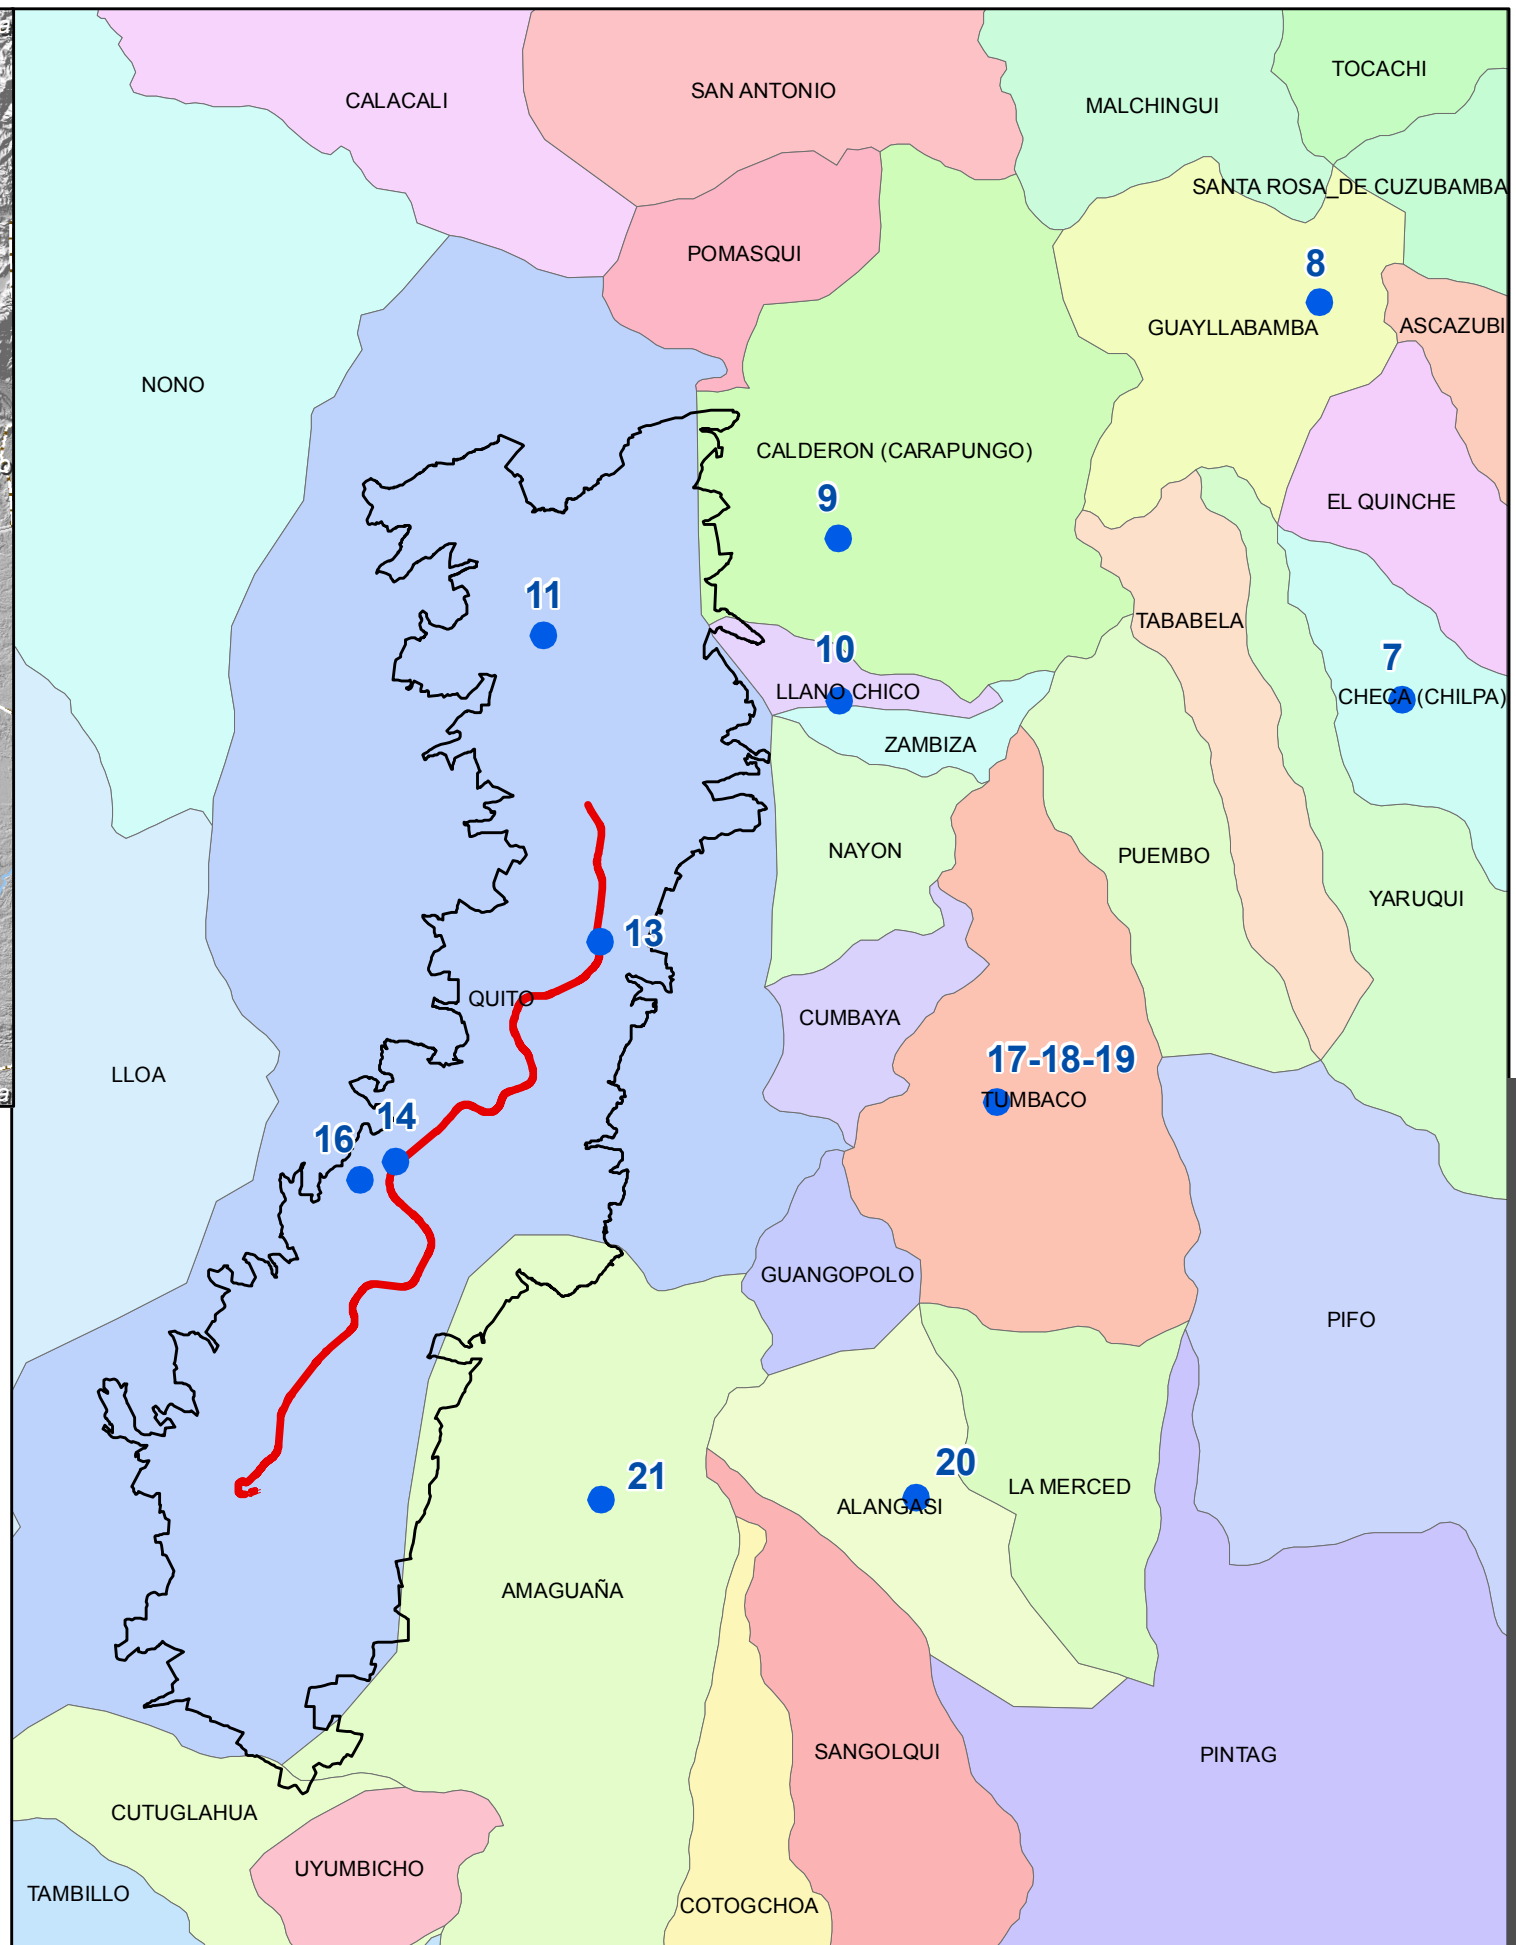 TOCACHI
SAN ANTONIO
CALACALI
MALCHINGUI
SANTA ROSA_DE CUZUBAMBA
POMASQUI
8
GUAYLLABAMBA
ASCAZUBI
NONO
CALDERON (CARAPUNGO)
9
EL QUINCHE
11
TABABELA
10
7
LLANO CHICO
CHECA (CHILPA)
ZAMBIZA
NAYON
PUEMBO
YARUQUI
13
QUITO
CUMBAYA
17-18-19
LLOA
TUMBACO
14
16
GUANGOPOLO
PIFO
20
21
LA MERCED
ALANGASI
AMAGUAÑA
SANGOLQUI
PINTAG
CUTUGLAHUA
UYUMBICHO
TAMBILLO
COTOGCHOA